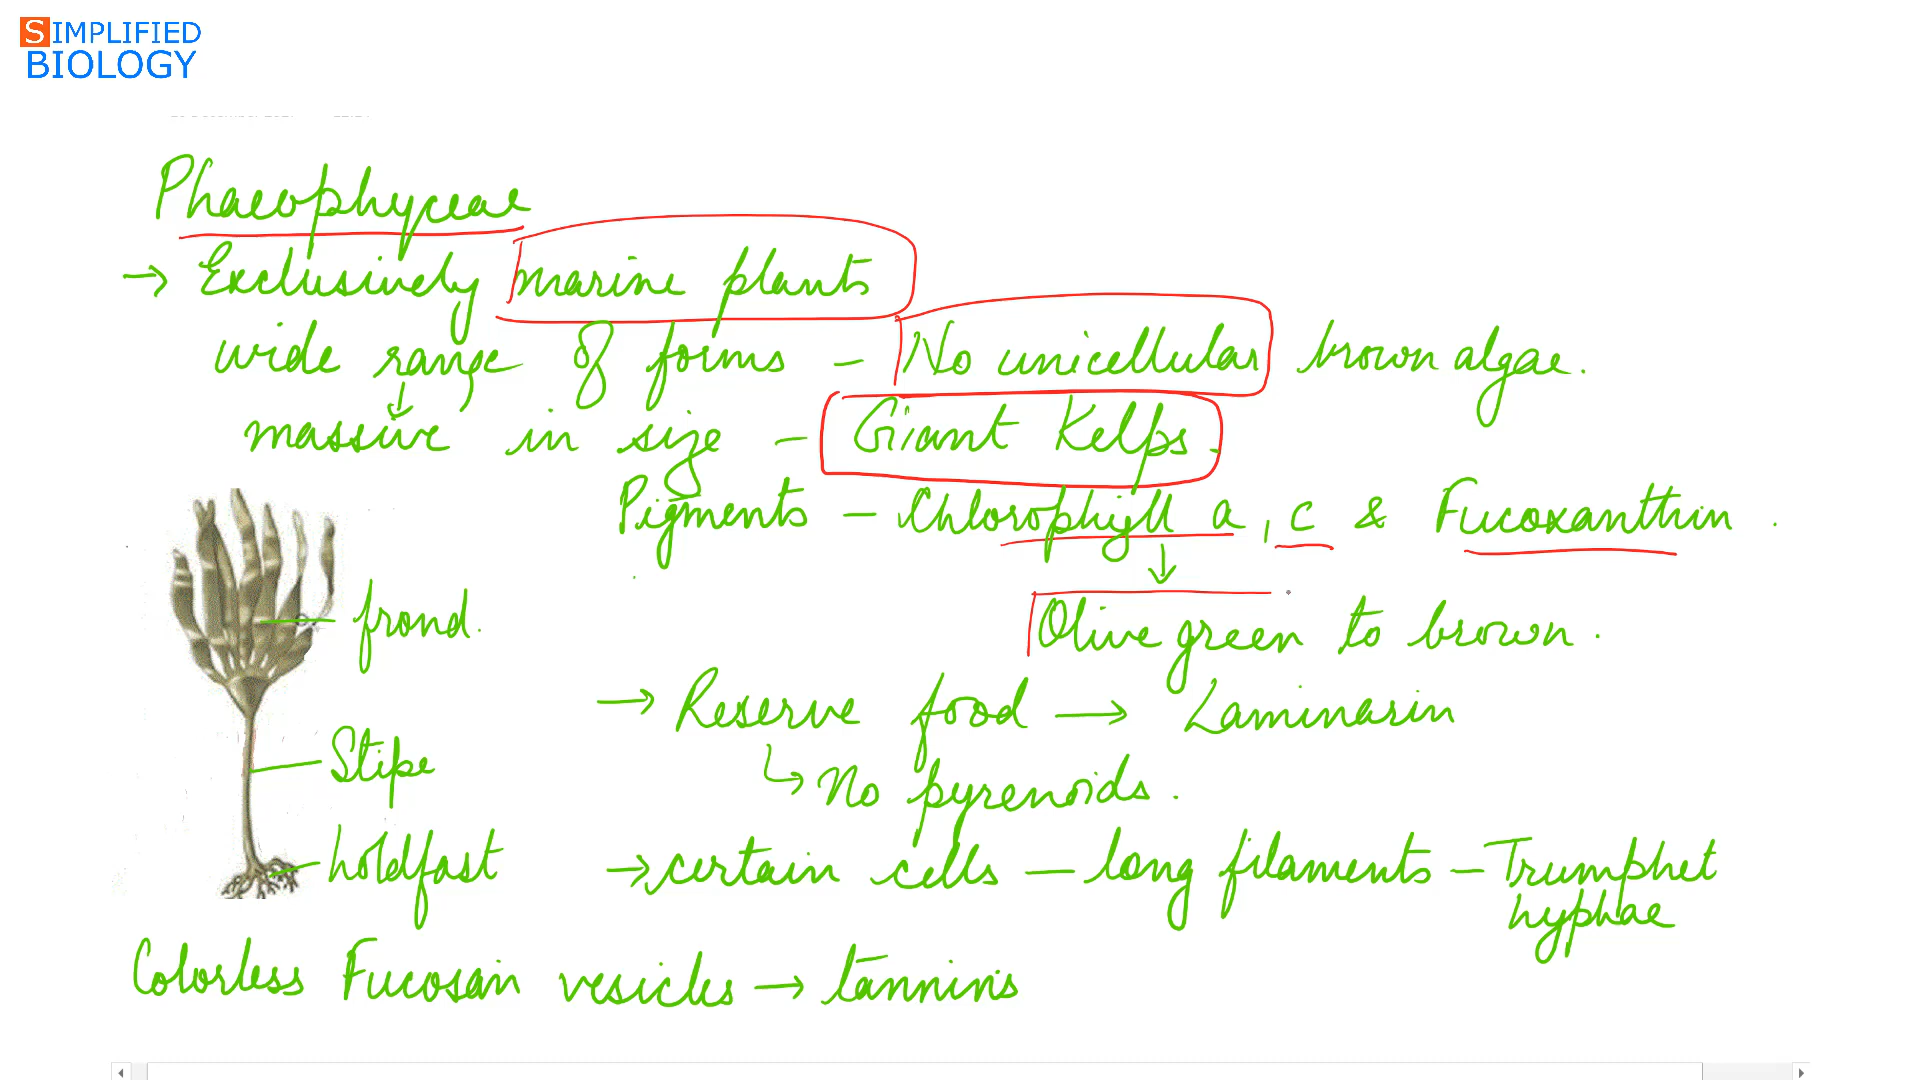 SIMPLIFIED
BIOLOGY
Phaeophyceae
→ Exclusively marine plants
wide range of forms – No unicellular brown algae.
massive in size – Giant Kelps.
Pigments – Chlorophyll a, c & Fucoxanthin.
frond.
Olive green to brown.
→ Reserve food → Laminarin
Stipe
No pyrenoids.
holdfast
→ certain cells – long filaments – Trumphet
hyphae
Colorless Fucosan vesicles → tannins